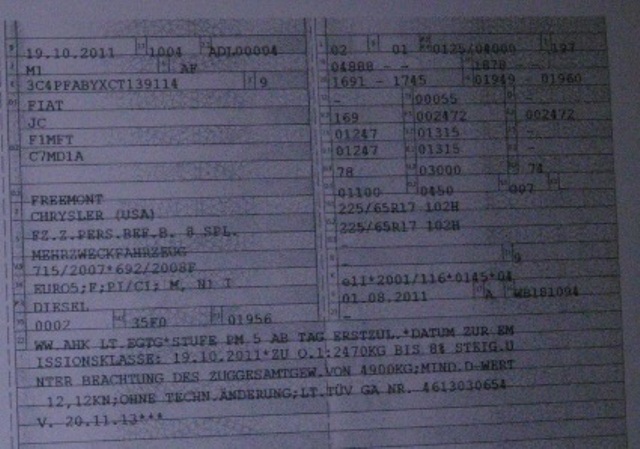 19.10.2011 1004 ADL00004
M1 AF
3C4PFABYXCT139114 9
FIAT
JC
F1MFT
C7MD1A
FREEMONT
CHRYSLER (USA)
FZ.Z.PERS.BEF.B. 8 SPL.
MEHRZWECKFAHRZEUG
715/2007*692/2008F
EURO5;F;PI/CI; M, N1 I
DIESEL
0002 35F0 01956
02 01 0125/04000 197
04888 - - 1878 - -
1691 - 1745 01949 - 01960
- 00055 -
169 002472 002472
01247 01315 -
01247 01315 -
78 03000 74
01100 0450 007
225/65R17 102H
225/65R17 102H
- 9
e11*2001/116*0145*04
01.08.2011 A WB181094
-
WW.AHK LT.EGTG*STUFE PM 5 AB TAG ERSTZUL.*DATUM ZUR EM
ISSIONSKLASSE: 19.10.2011*ZU O.1:2470KG BIS 8% STEIG.U
NTER BEACHTUNG DES ZUGGESAMTGEW.VON 4900KG;MIND.D-WERT
12,12KN;OHNE TECHN.ÄNDERUNG;LT.TÜV GA NR. 4613030654
V. 20.11.13***